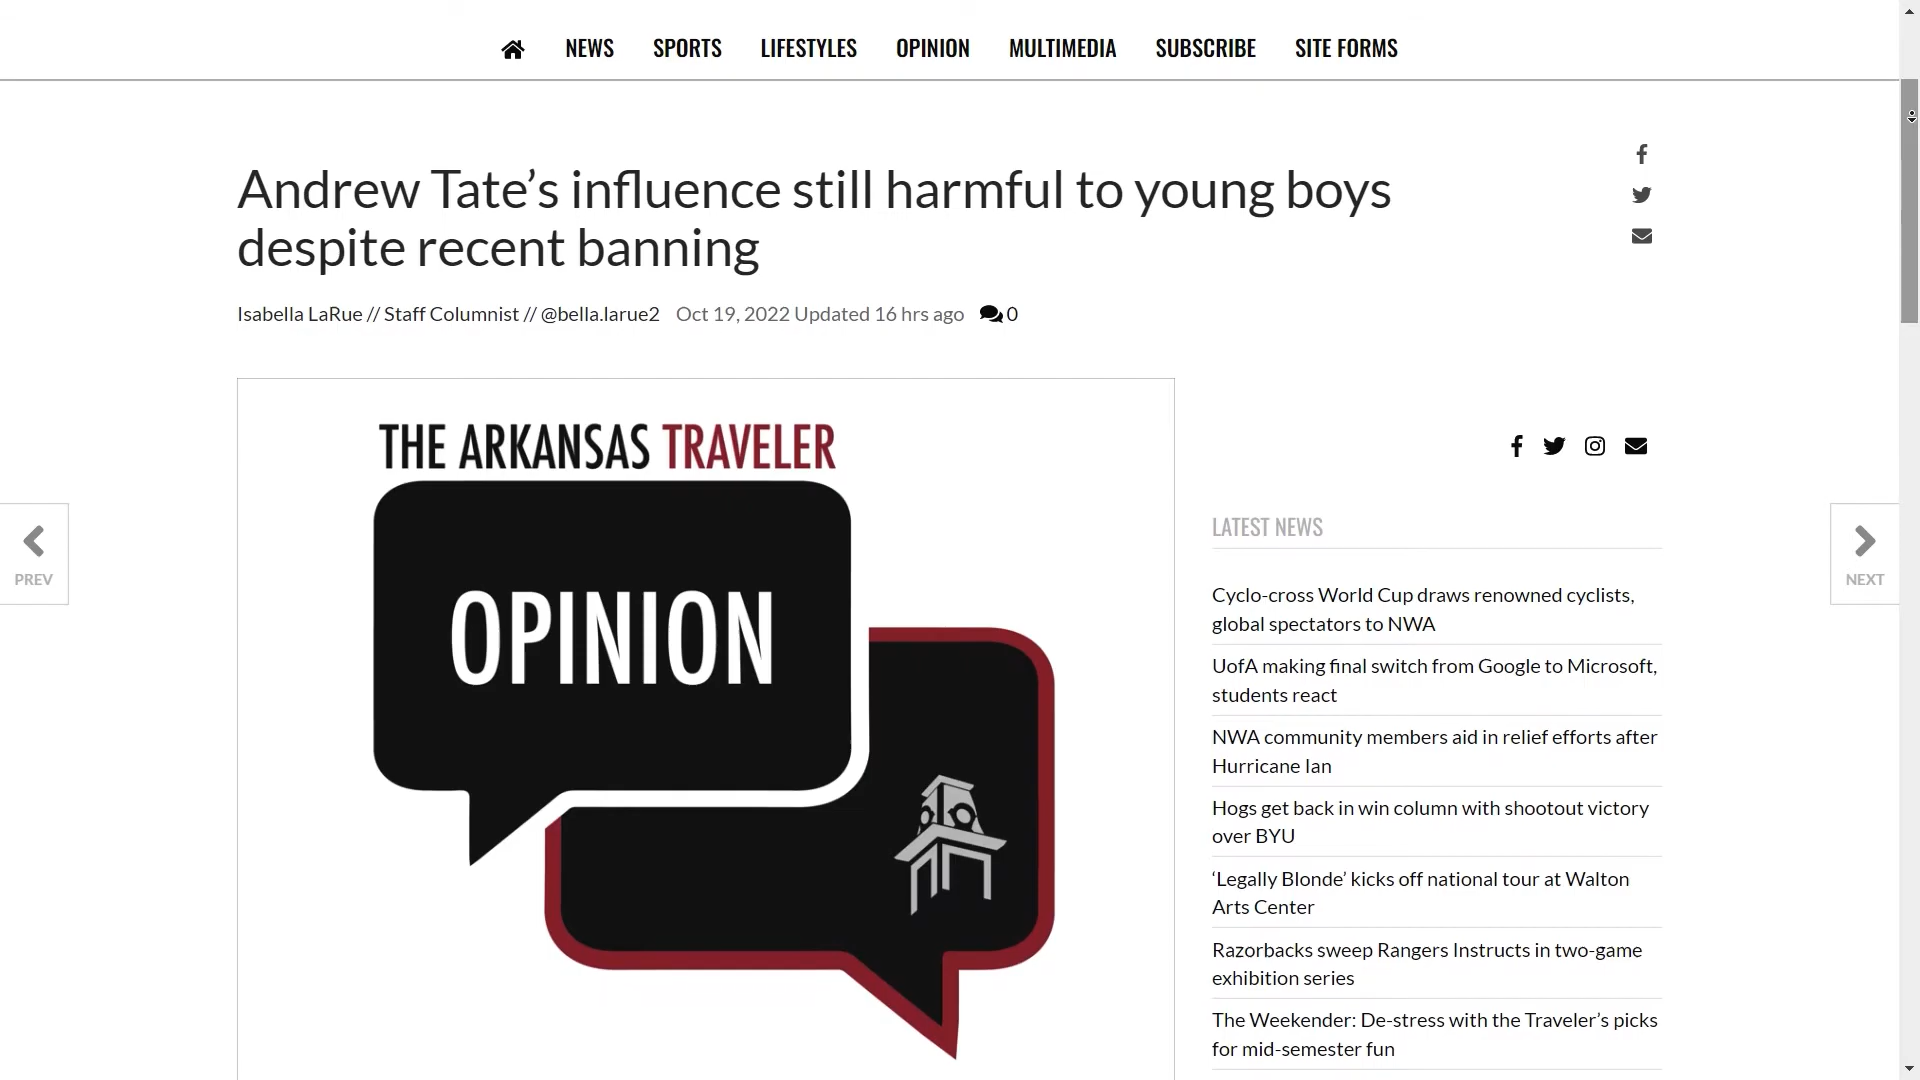 NEWS SPORTS LIFESTYLES OPINION MULTIMEDIA SUBSCRIBE SITE FORMS
Andrew Tate’s influence still harmful to young boys
despite recent banning
Isabella LaRue // Staff Columnist // @bella.larue2 Oct 19, 2022 Updated 16 hrs ago 0
THE ARKANSAS TRAVELER
OPINION
PREV
NEXT
LATEST NEWS
Cyclo-cross World Cup draws renowned cyclists,
global spectators to NWA
UofA making final switch from Google to Microsoft,
students react
NWA community members aid in relief efforts after
Hurricane Ian
Hogs get back in win column with shootout victory
over BYU
‘Legally Blonde’ kicks off national tour at Walton
Arts Center
Razorbacks sweep Rangers Instructs in two-game
exhibition series
The Weekender: De-stress with the Traveler’s picks
for mid-semester fun